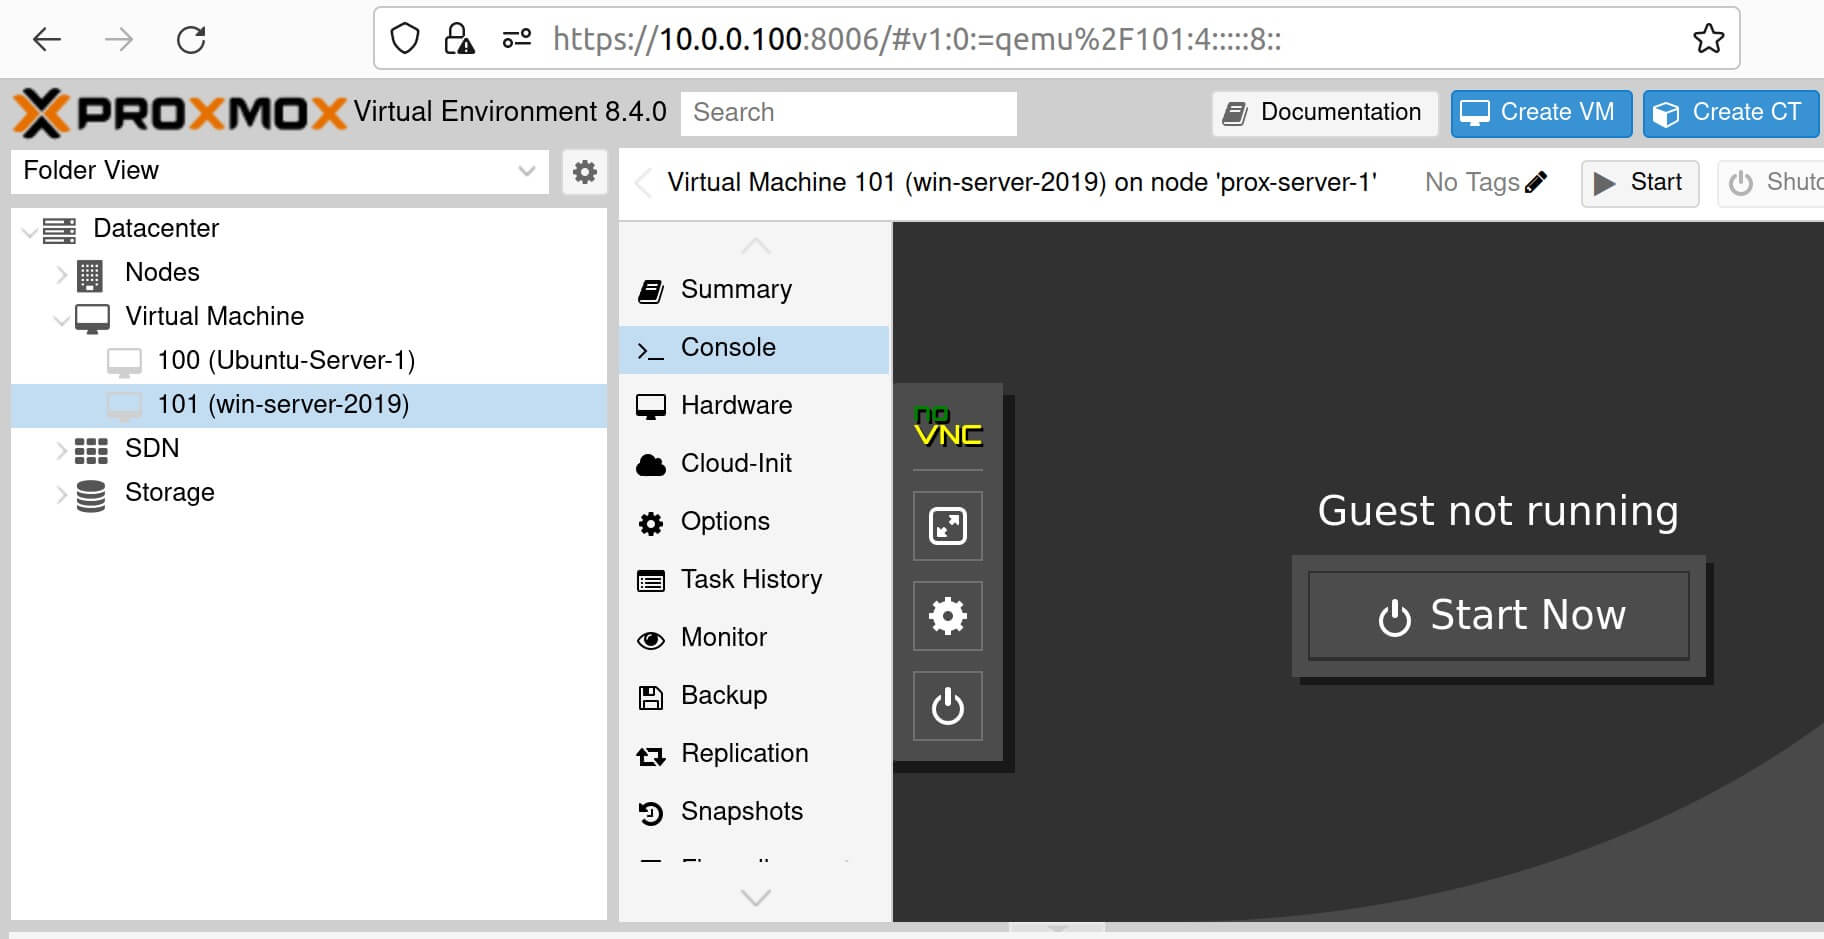 https://10.0.0.100:8006/#v1:0:=qemu%2F101:4:::::8::
PROXMOX Virtual Environment 8.4.0 Search Documentation Create VM Create CT
Folder View
Virtual Machine 101 (win-server-2019) on node 'prox-server-1' No Tags Start
Datacenter
Nodes
Virtual Machine
100 (Ubuntu-Server-1)
101 (win-server-2019)
SDN
Storage
Summary
Console
Hardware
Cloud-Init
Options
Task History
Monitor
Backup
Replication
Snapshots
no
VNC
Guest not running
Start Now